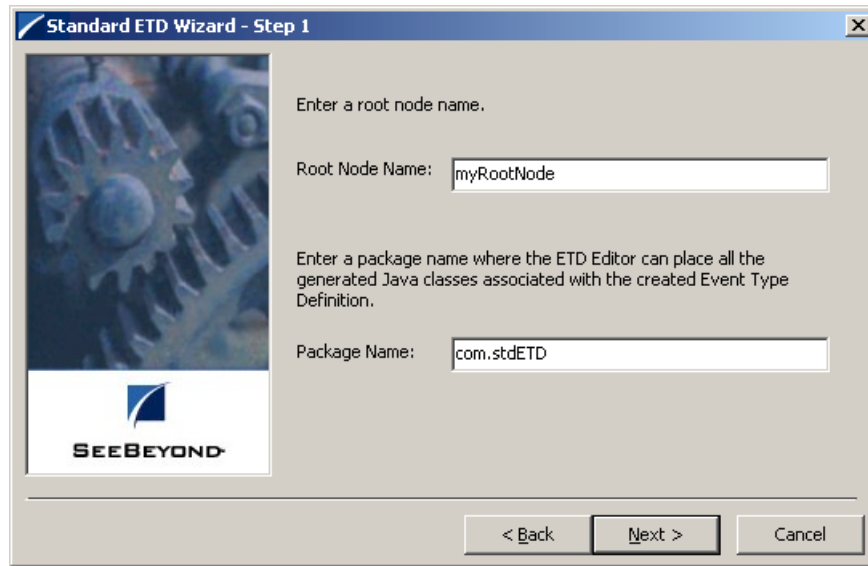 Standard ETD Wizard - Step 1
Enter a root node name.
Root Node Name: myRootNode
Enter a package name where the ETD Editor can place all the
generated Java classes associated with the created Event Type
Definition.
Package Name: com.stdETD
SEEBEYOND
< Back Next > Cancel